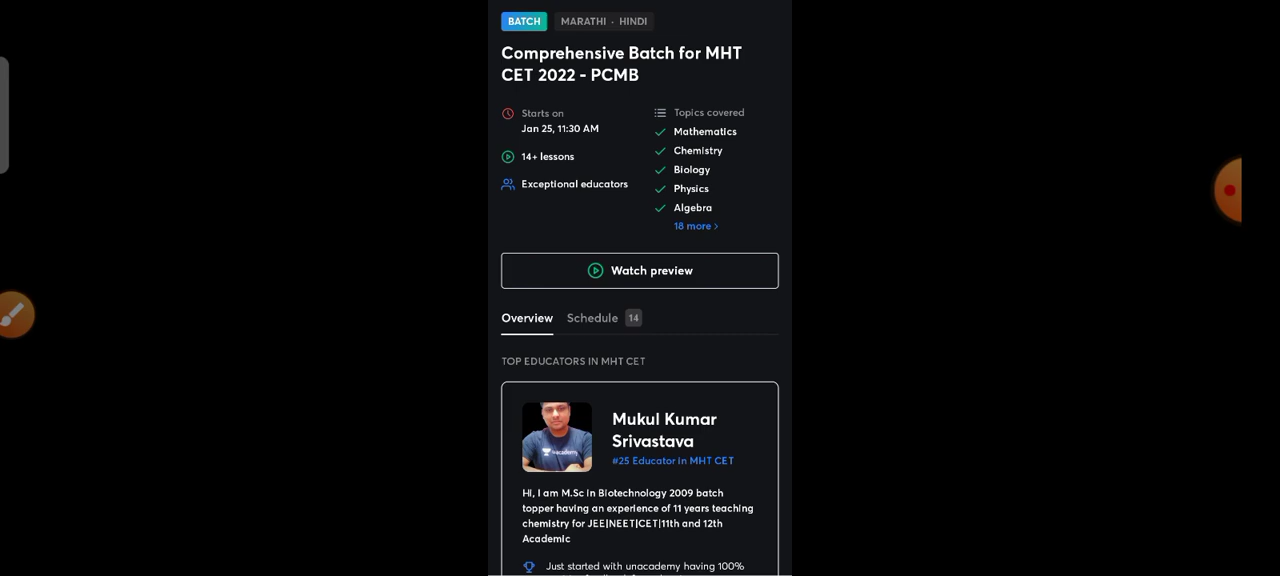 BATCH
MARATHI · HINDI
Comprehensive Batch for MHT
CET 2022 - PCMB
Starts on
Jan 25, 11:30 AM
14+ lessons
Exceptional educators
Topics covered
Mathematics
Chemistry
Biology
Physics
Algebra
18 more >
Watch preview
Overview
Schedule 14
TOP EDUCATORS IN MHT CET
Mukul Kumar
Srivastava
#25 Educator in MHT CET
unacademy
Hi, I am M.Sc in Biotechnology 2009 batch
topper having an experience of 11 years teaching
chemistry for JEE|NEET|CET|11th and 12th
Academic
Just started with unacademy having 100%